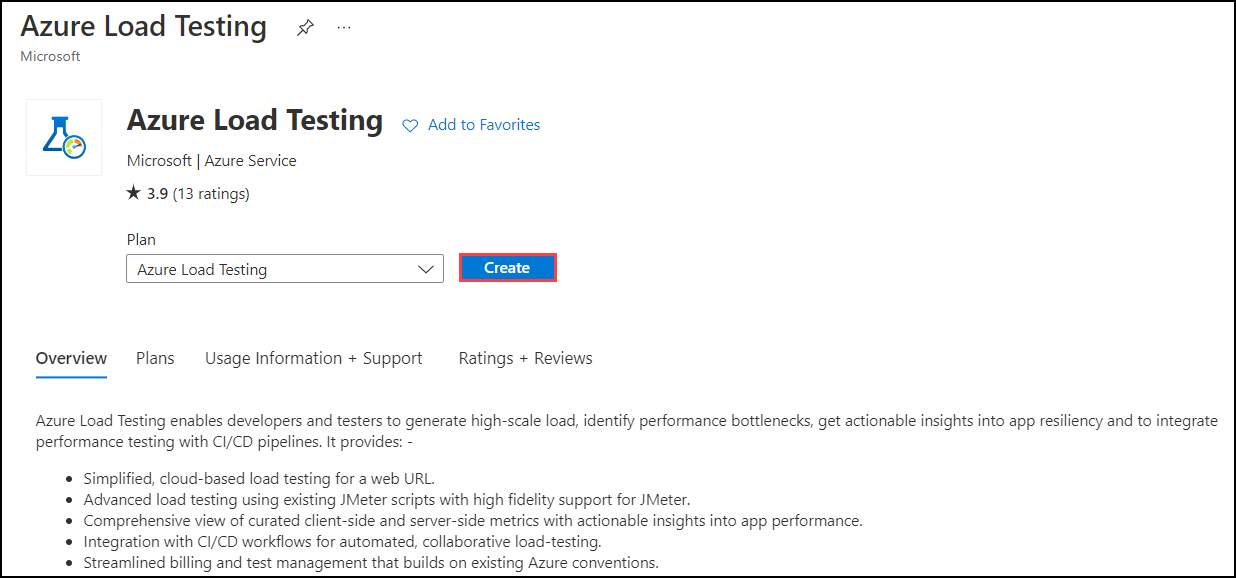 Azure Load Testing
Microsoft
Azure Load Testing
Add to Favorites
Microsoft | Azure Service
★ 3.9 (13 ratings)
Plan
Azure Load Testing
Create
Overview Plans Usage Information + Support Ratings + Reviews
Azure Load Testing enables developers and testers to generate high-scale load, identify performance bottlenecks, get actionable insights into app resiliency and to integrate
performance testing with CI/CD pipelines. It provides: -
• Simplified, cloud-based load testing for a web URL.
• Advanced load testing using existing JMeter scripts with high fidelity support for JMeter.
• Comprehensive view of curated client-side and server-side metrics with actionable insights into app performance.
• Integration with CI/CD workflows for automated, collaborative load-testing.
• Streamlined billing and test management that builds on existing Azure conventions.